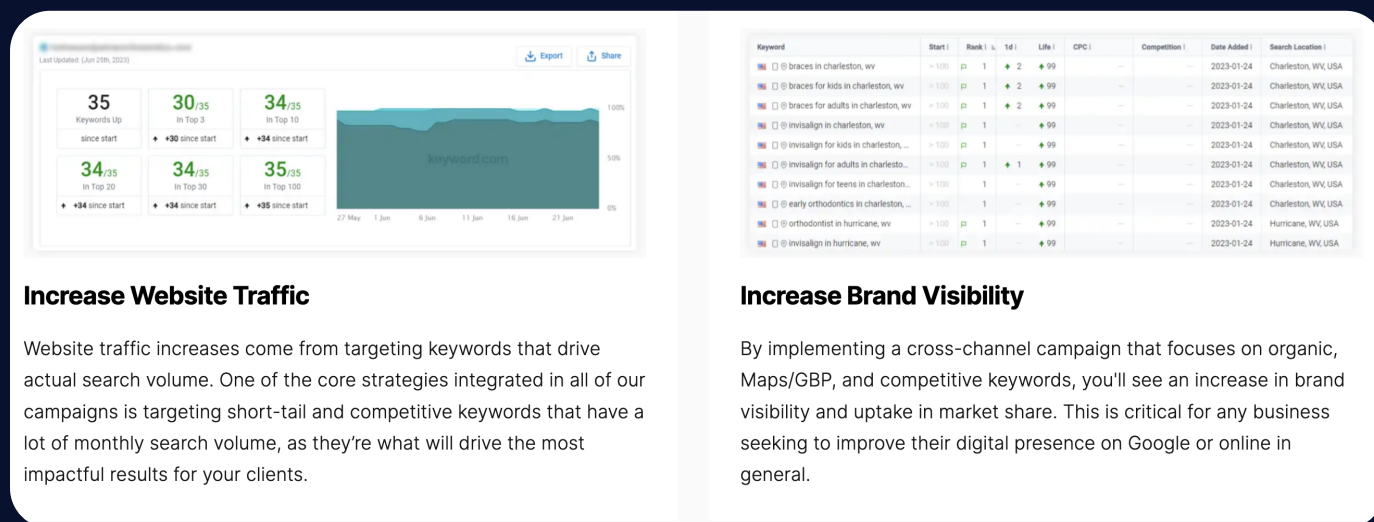 Last Updated: (Jun 25th, 2023)
Export
Share
35
Keywords Up
since start
30/35
In Top 3
+30 since start
34/35
In Top 10
+34 since start
34/35
In Top 20
+34 since start
34/35
In Top 30
+34 since start
35/35
In Top 100
+35 since start
keyword.com
100%
50%
0%
27 May 1 Jun 6 Jun 11 Jun 16 Jun 21 Jun
Increase Website Traffic
Website traffic increases come from targeting keywords that drive
actual search volume. One of the core strategies integrated in all of our
campaigns is targeting short-tail and competitive keywords that have a
lot of monthly search volume, as they’re what will drive the most
impactful results for your clients.
Keyword Start Rank 1d Life CPC Competition Date Added Search Location
braces in charleston, wv > 100 1 2 99 – – 2023-01-24 Charleston, WV, USA
braces for kids in charleston, wv > 100 1 2 99 – – 2023-01-24 Charleston, WV, USA
braces for adults in charleston, wv > 100 1 2 99 – – 2023-01-24 Charleston, WV, USA
invisalign in charleston, wv > 100 1 – 99 – – 2023-01-24 Charleston, WV, USA
invisalign for kids in charleston, ... > 100 1 – 99 – – 2023-01-24 Charleston, WV, USA
invisalign for adults in charlesto... > 100 1 1 99 – – 2023-01-24 Charleston, WV, USA
invisalign for teens in charleston... > 100 1 – 99 – – 2023-01-24 Charleston, WV, USA
early orthodontics in charleston, ... > 100 1 – 99 – – 2023-01-24 Charleston, WV, USA
orthodontist in hurricane, wv > 100 1 – 99 – – 2023-01-24 Hurricane, WV, USA
invisalign in hurricane, wv > 100 1 – 99 – – 2023-01-24 Hurricane, WV, USA
Increase Brand Visibility
By implementing a cross-channel campaign that focuses on organic,
Maps/GBP, and competitive keywords, you'll see an increase in brand
visibility and uptake in market share. This is critical for any business
seeking to improve their digital presence on Google or online in
general.